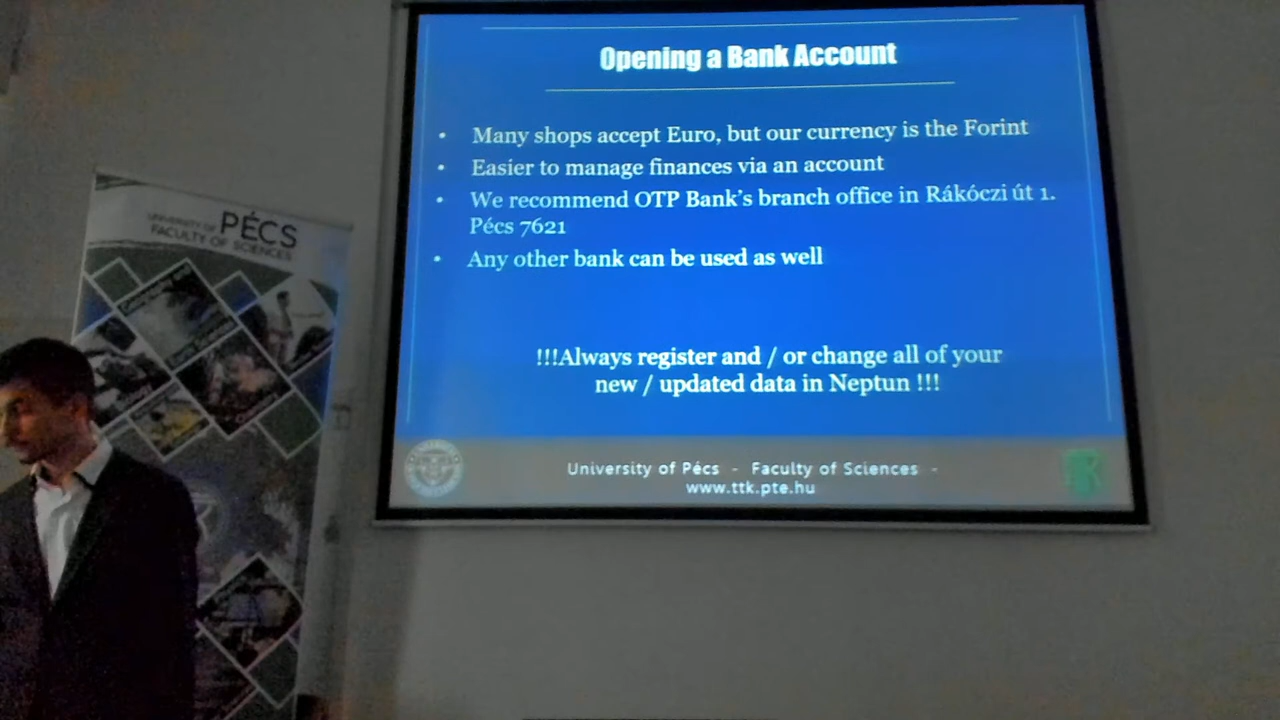 Opening a Bank Account
• Many shops accept Euro, but our currency is the Forint
• Easier to manage finances via an account
• We recommend OTP Bank's branch office in Rákóczi út 1.
Pécs 7621
• Any other bank can be used as well
!!!Always register and / or change all of your
new / updated data in Neptun !!!
University of Pécs - Faculty of Sciences -
www.ttk.pte.hu
UNIVERSITY OF PÉCS
FACULTY OF SCIENCES